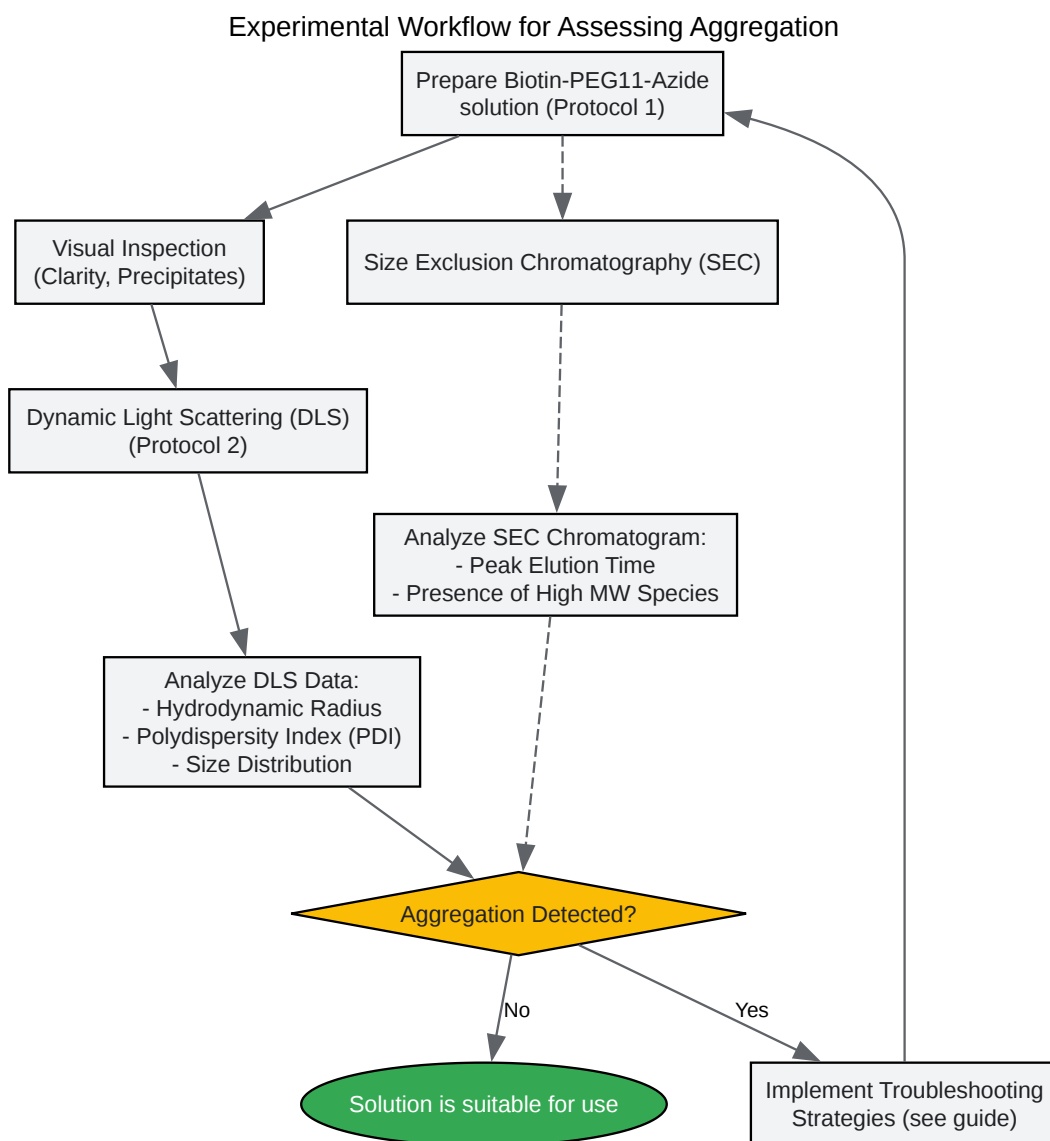 Experimental Workflow for Assessing Aggregation
Prepare Biotin-PEG11-Azide
solution (Protocol 1)
Visual Inspection
(Clarity, Precipitates)
Size Exclusion Chromatography (SEC)
Dynamic Light Scattering (DLS)
(Protocol 2)
Analyze SEC Chromatogram:
- Peak Elution Time
- Presence of High MW Species
Analyze DLS Data:
- Hydrodynamic Radius
- Polydispersity Index (PDI)
- Size Distribution
Aggregation Detected?
No
Yes
Solution is suitable for use
Implement Troubleshooting
Strategies (see guide)